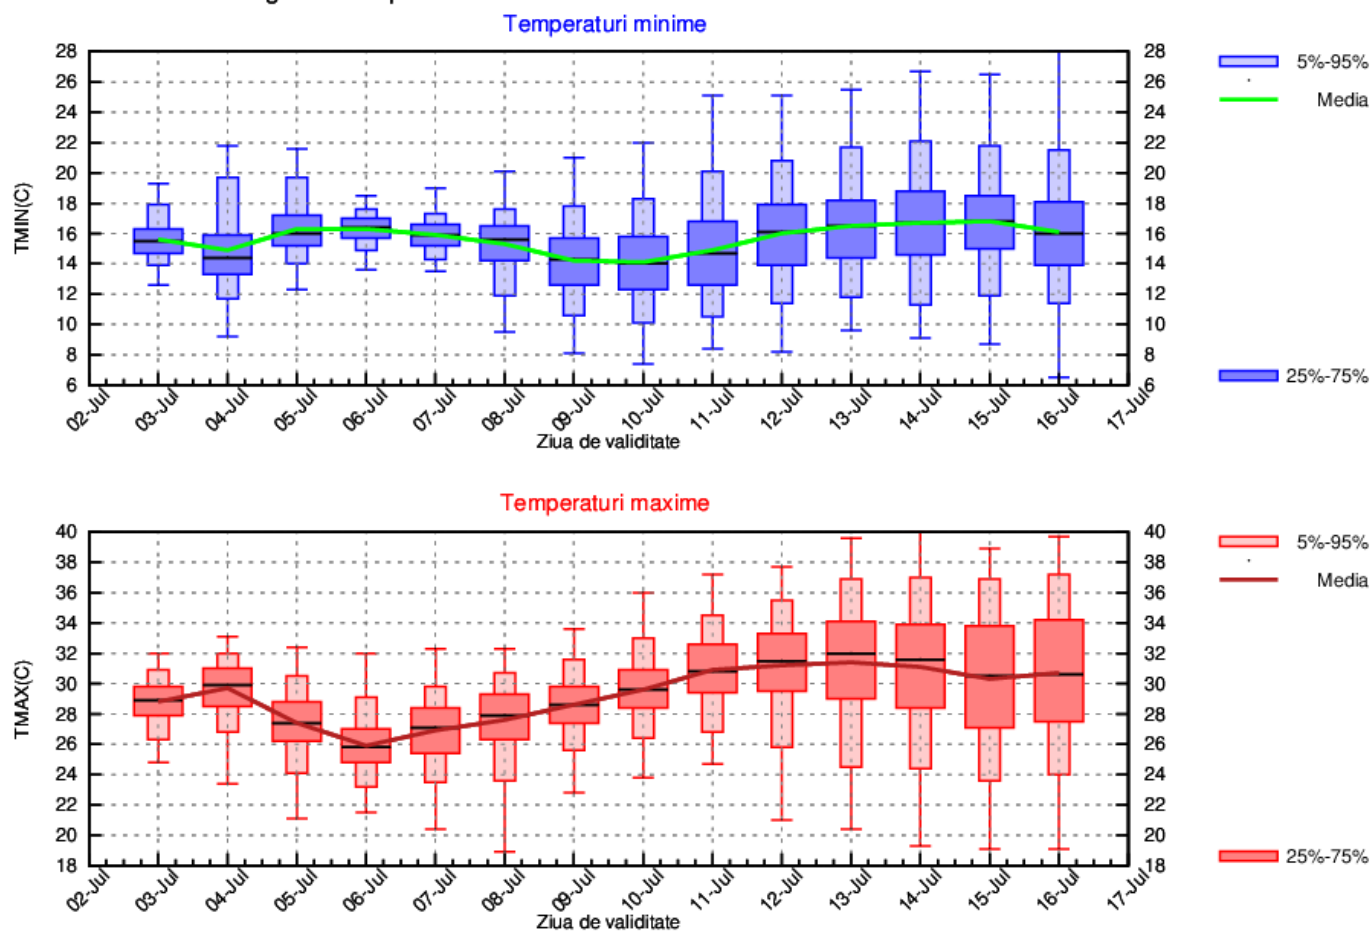 Temperaturi minime
28 28
26 26
24 24
22 22
20 20
18 18
16 16
14 14
12 12
10 10
8 8
6 6
TMIN(C)
02-Jul 03-Jul 04-Jul 05-Jul 06-Jul 07-Jul 08-Jul 09-Jul 10-Jul 11-Jul 12-Jul 13-Jul 14-Jul 15-Jul 16-Jul 17-Jul
Ziua de validitate
5%-95%
Media
25%-75%
Temperaturi maxime
40 40
38 38
36 36
34 34
32 32
30 30
28 28
26 26
24 24
22 22
20 20
18 18
TMAX(C)
02-Jul 03-Jul 04-Jul 05-Jul 06-Jul 07-Jul 08-Jul 09-Jul 10-Jul 11-Jul 12-Jul 13-Jul 14-Jul 15-Jul 16-Jul 17-Jul
Ziua de validitate
5%-95%
Media
25%-75%